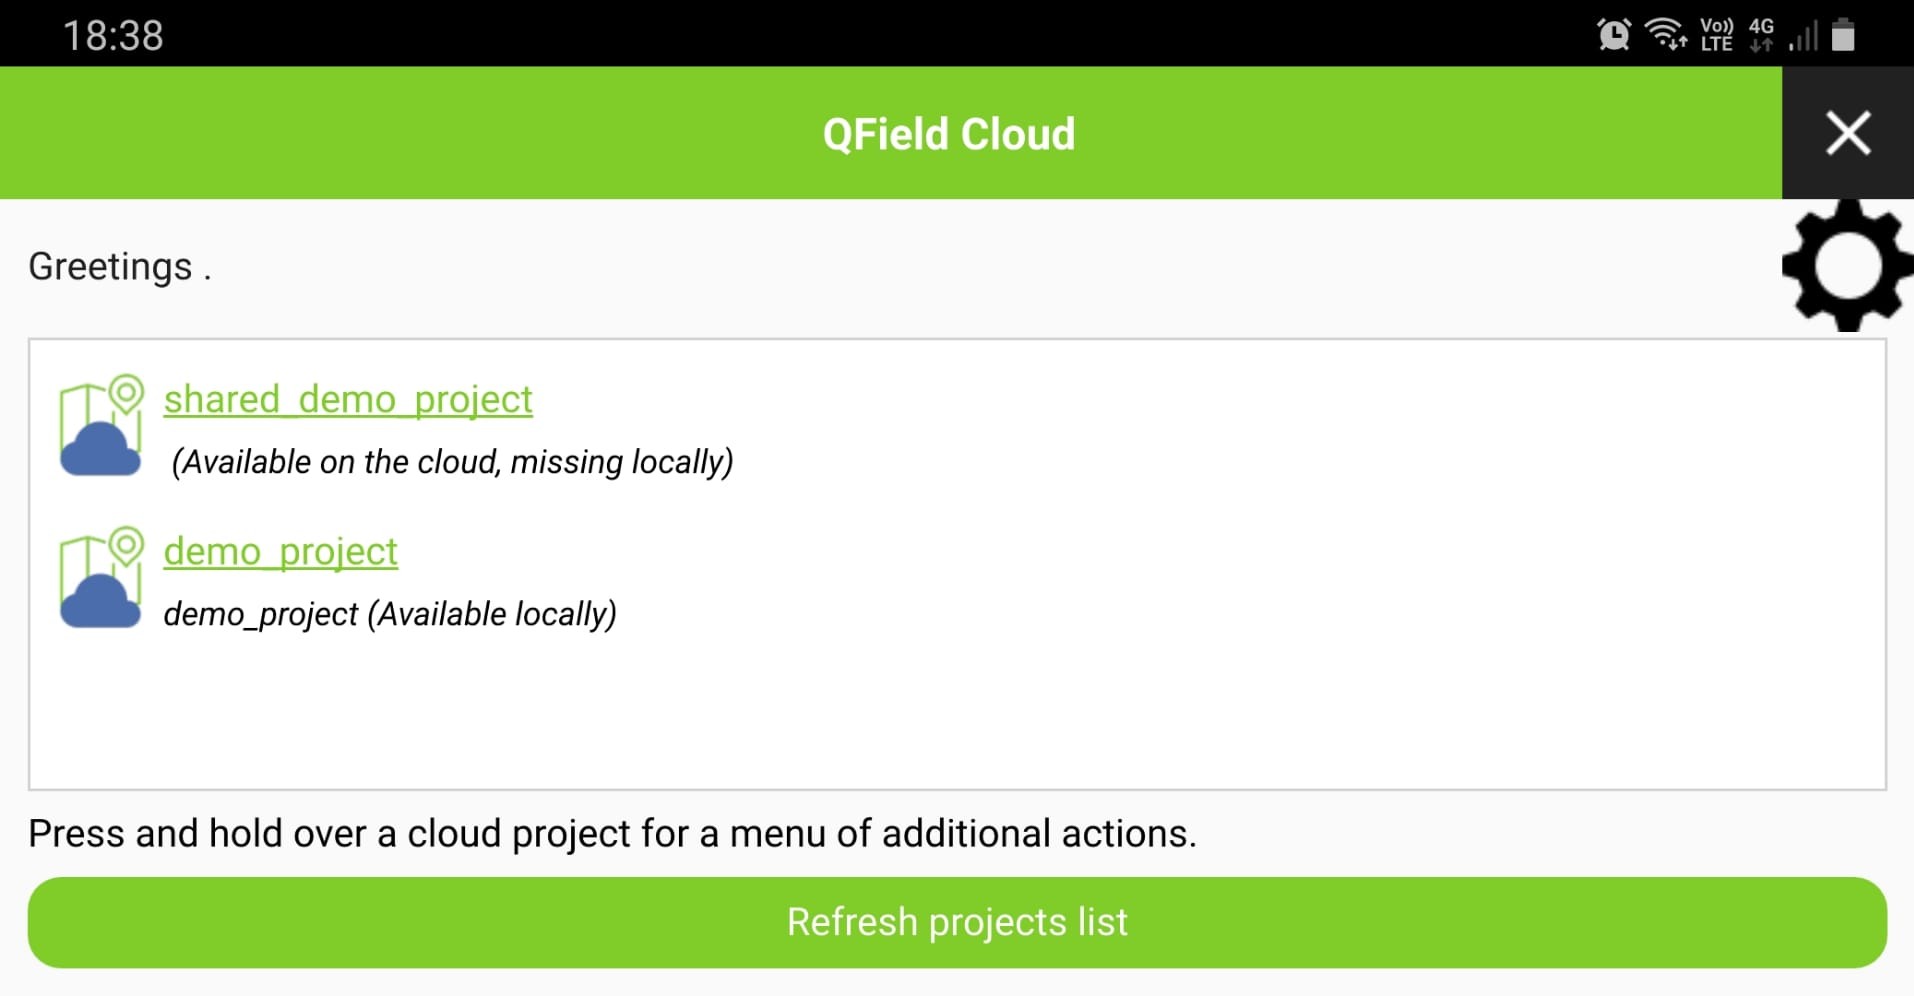 18:38
Vo)) LTE 4G
QField Cloud
Greetings .
shared_demo_project
(Available on the cloud, missing locally)
demo_project
demo_project (Available locally)
Press and hold over a cloud project for a menu of additional actions.
Refresh projects list